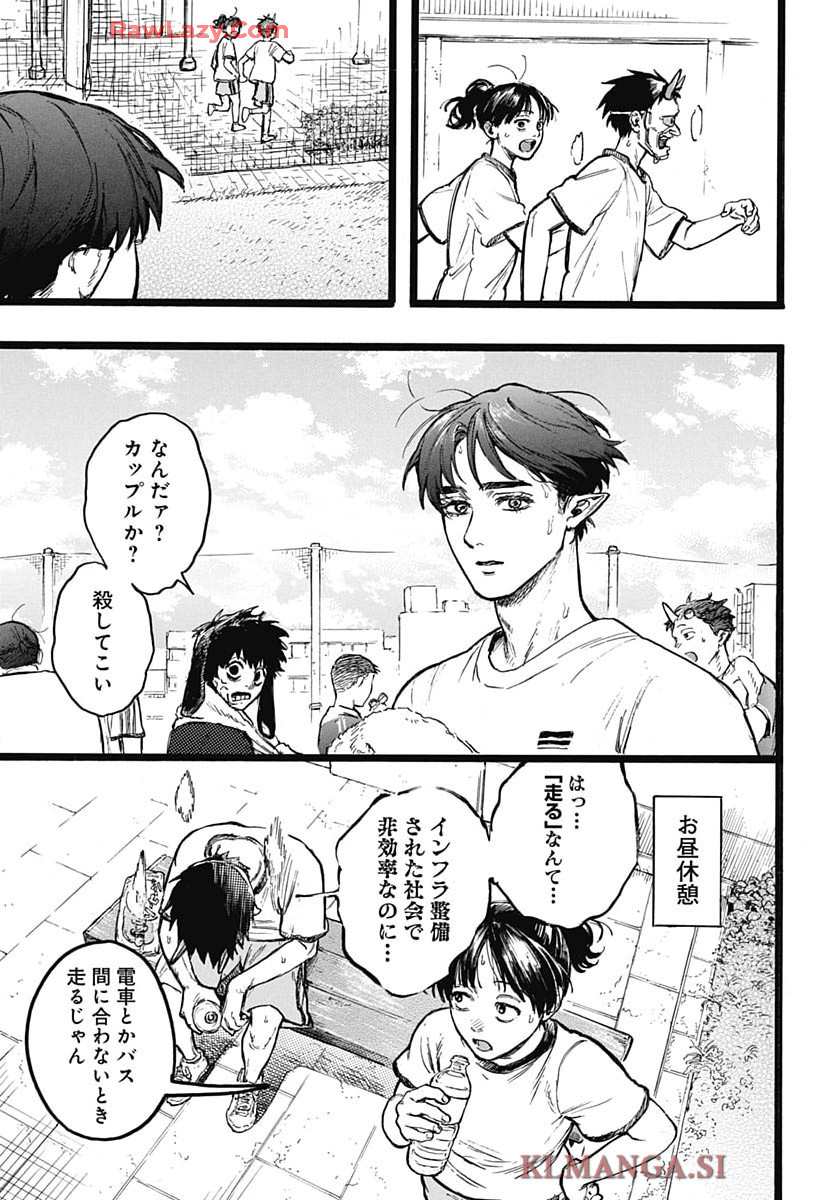 RawLazy.Com
なんだァ？
カップルか？
殺してこい
お昼休憩
はっ…
「走る」なんて…
インフラ整備
された社会で
非効率なのに…
電車とかバス
間に合わないとき
走るじゃん
KLMANGA.SI